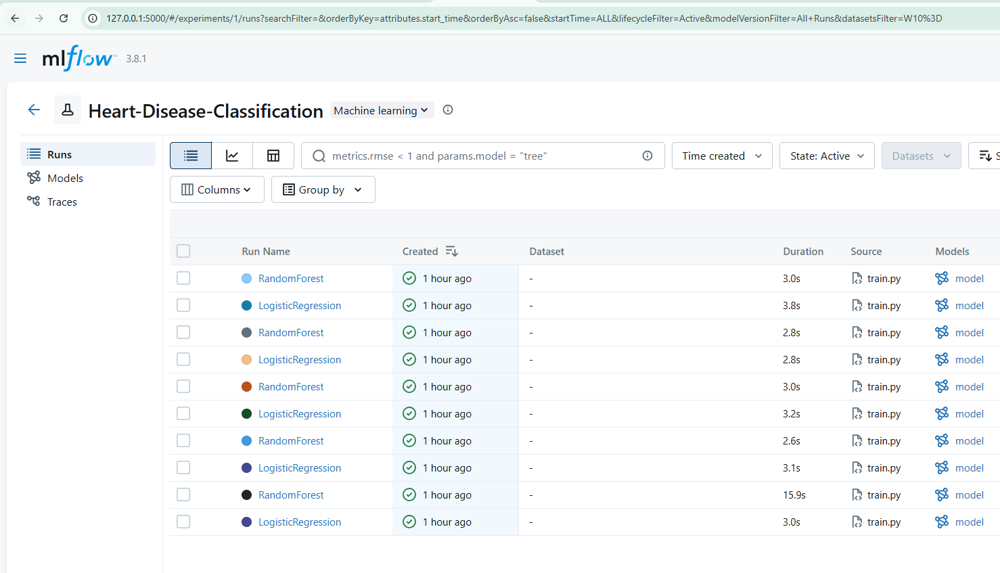 127.0.0.1:5000/#/experiments/1/runs?searchFilter=&orderByKey=attributes.start_time&orderByAsc=false&startTime=ALL&lifecycleFilter=Active&modelVersionFilter=All+Runs&datasetsFilter=W10%3D
mlflow™ 3.8.1
Heart-Disease-Classification Machine learning
Runs
Models
Traces
metrics.rmse < 1 and params.model = "tree" Time created State: Active Datasets S
Columns Group by
Run Name Created Dataset Duration Source Models
RandomForest 1 hour ago - 3.0s train.py model
LogisticRegression 1 hour ago - 3.8s train.py model
RandomForest 1 hour ago - 2.8s train.py model
LogisticRegression 1 hour ago - 2.8s train.py model
RandomForest 1 hour ago - 3.0s train.py model
LogisticRegression 1 hour ago - 3.2s train.py model
RandomForest 1 hour ago - 2.6s train.py model
LogisticRegression 1 hour ago - 3.1s train.py model
RandomForest 1 hour ago - 15.9s train.py model
LogisticRegression 1 hour ago - 3.0s train.py model